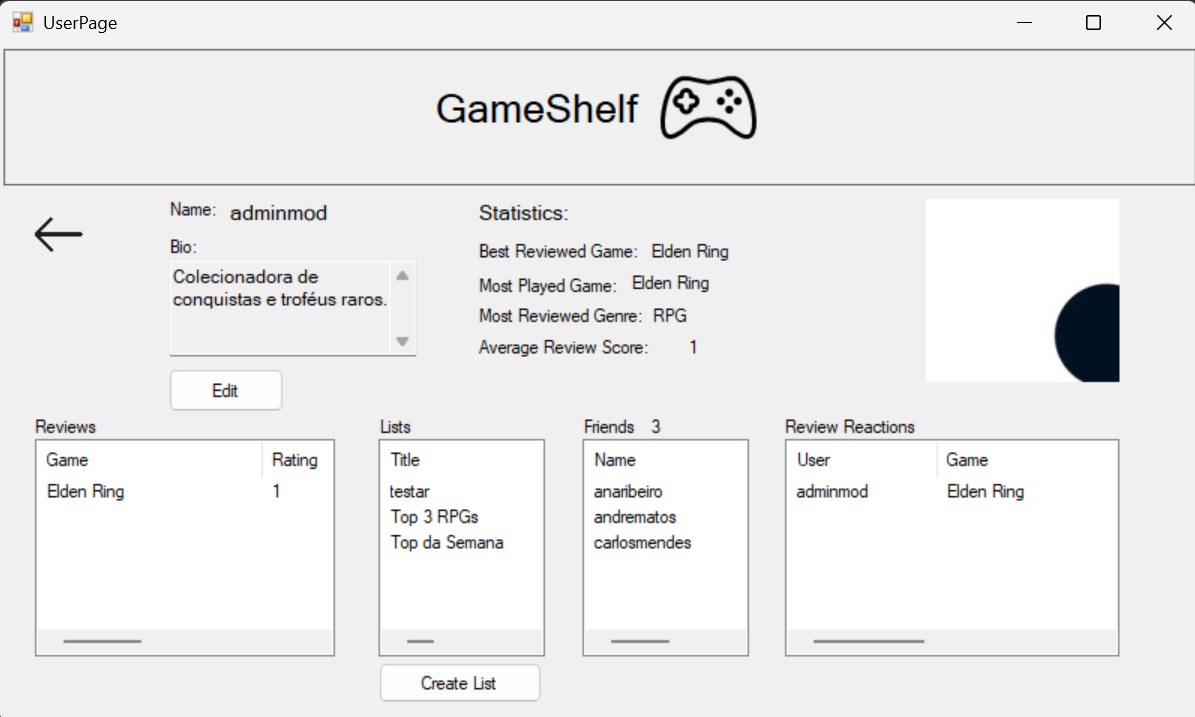 UserPage
GameShelf
Name: adminmod
Bio:
Colecionadora de
conquistas e troféus raros.
Edit
Statistics:
Best Reviewed Game: Elden Ring
Most Played Game: Elden Ring
Most Reviewed Genre: RPG
Average Review Score: 1
Reviews
Game Rating
Elden Ring 1
Lists
Title
testar
Top 3 RPGs
Top da Semana
Create List
Friends 3
Name
anaribeiro
andrematos
carlosmendes
Review Reactions
User Game
adminmod Elden Ring